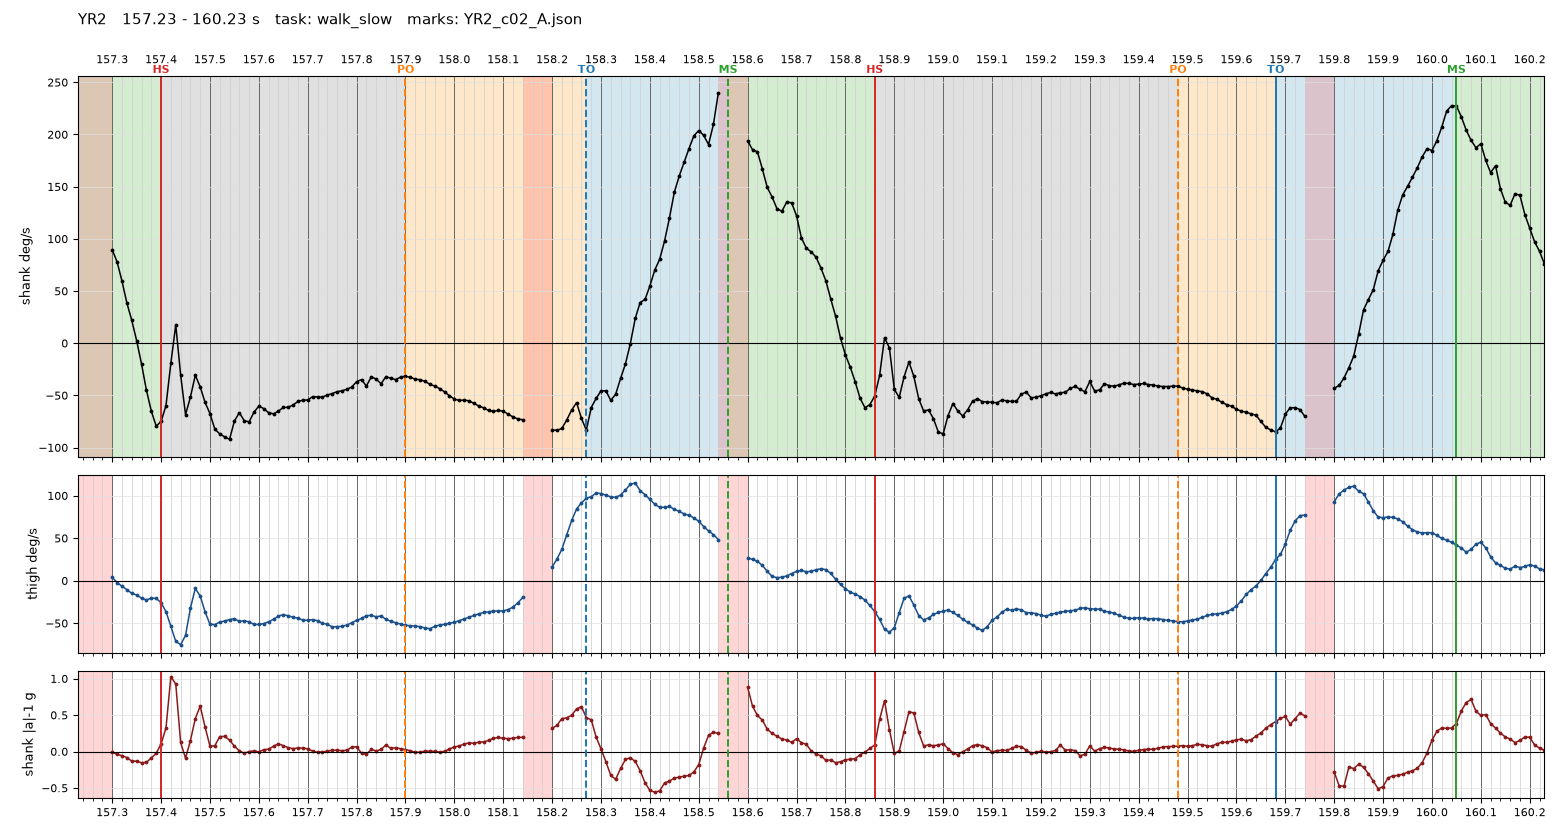 YR2   157.23 - 160.23 s   task: walk_slow   marks: YR2_c02_A.json
157.3 157.4 157.5 157.6 157.7 157.8 157.9 158.0 158.1 158.2 158.3 158.4 158.5 158.6 158.7 158.8 158.9 159.0 159.1 159.2 159.3 159.4 159.5 159.6 159.7 159.8 159.9 160.0 160.1 160.2
HS PO TO MS HS PO TO MS
250
200
150
100
50
0
−50
−100
shank deg/s
100
50
0
−50
thigh deg/s
1.0
0.5
0.0
−0.5
shank |a|-1 g
157.3 157.4 157.5 157.6 157.7 157.8 157.9 158.0 158.1 158.2 158.3 158.4 158.5 158.6 158.7 158.8 158.9 159.0 159.1 159.2 159.3 159.4 159.5 159.6 159.7 159.8 159.9 160.0 160.1 160.2